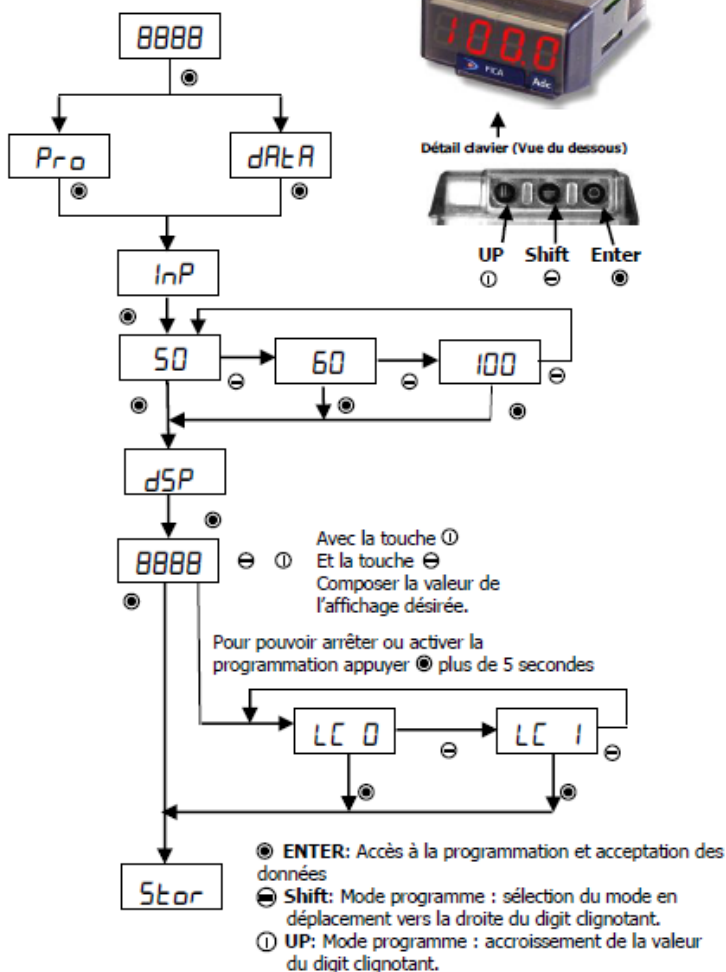 8888
100.0
PICA
Adc
Pro
dAtA
Détail clavier (Vue du dessous)
UP Shift Enter
InP
50
60
100
dSP
8888
Avec la touche
Et la touche
Composer la valeur de
l'affichage désirée.
Pour pouvoir arrêter ou activer la
programmation appuyer plus de 5 secondes
LC 0
LC 1
Stor
ENTER: Accès à la programmation et acceptation des
données
Shift: Mode programme : sélection du mode en
déplacement vers la droite du digit clignotant.
UP: Mode programme : accroissement de la valeur
du digit clignotant.